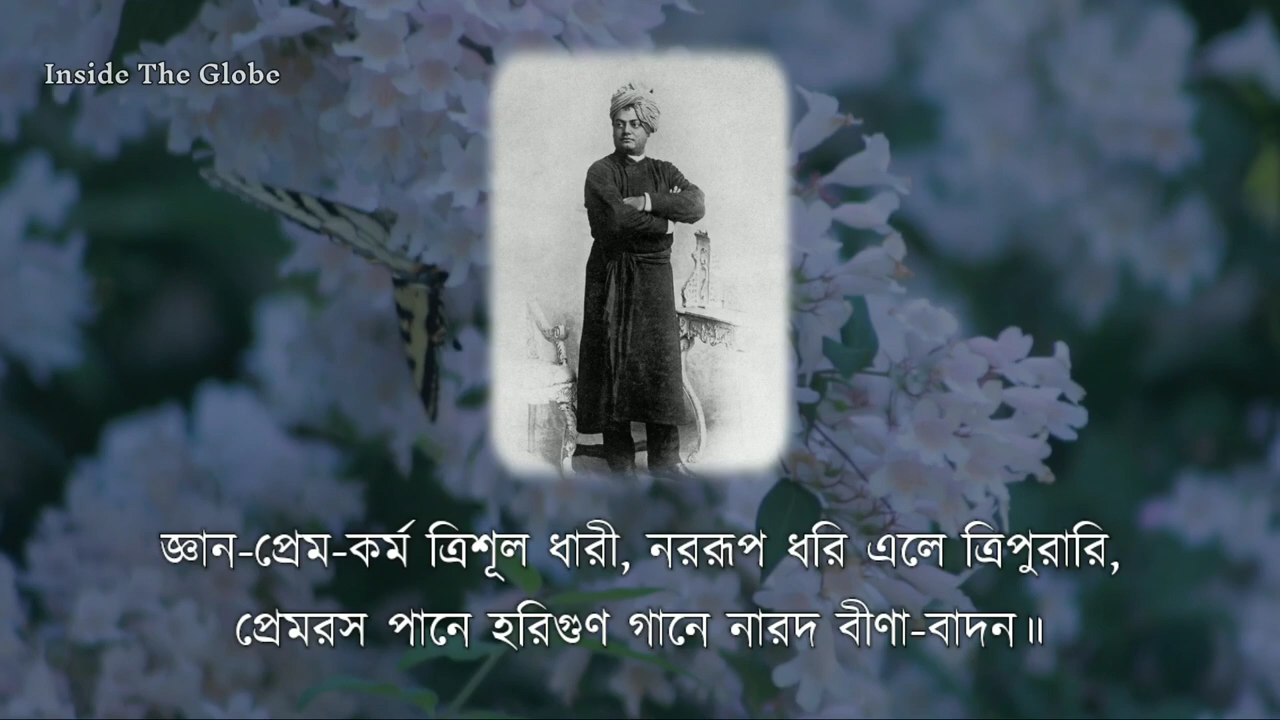 Inside The Globe
জ্ঞান-প্রেম-কর্ম ত্রিশূল ধারী, নররূপ ধরি এলে ত্রিপুরারি,
প্রেমরস পানে হরিগুণ গানে নারদ বীণা-বাদন॥